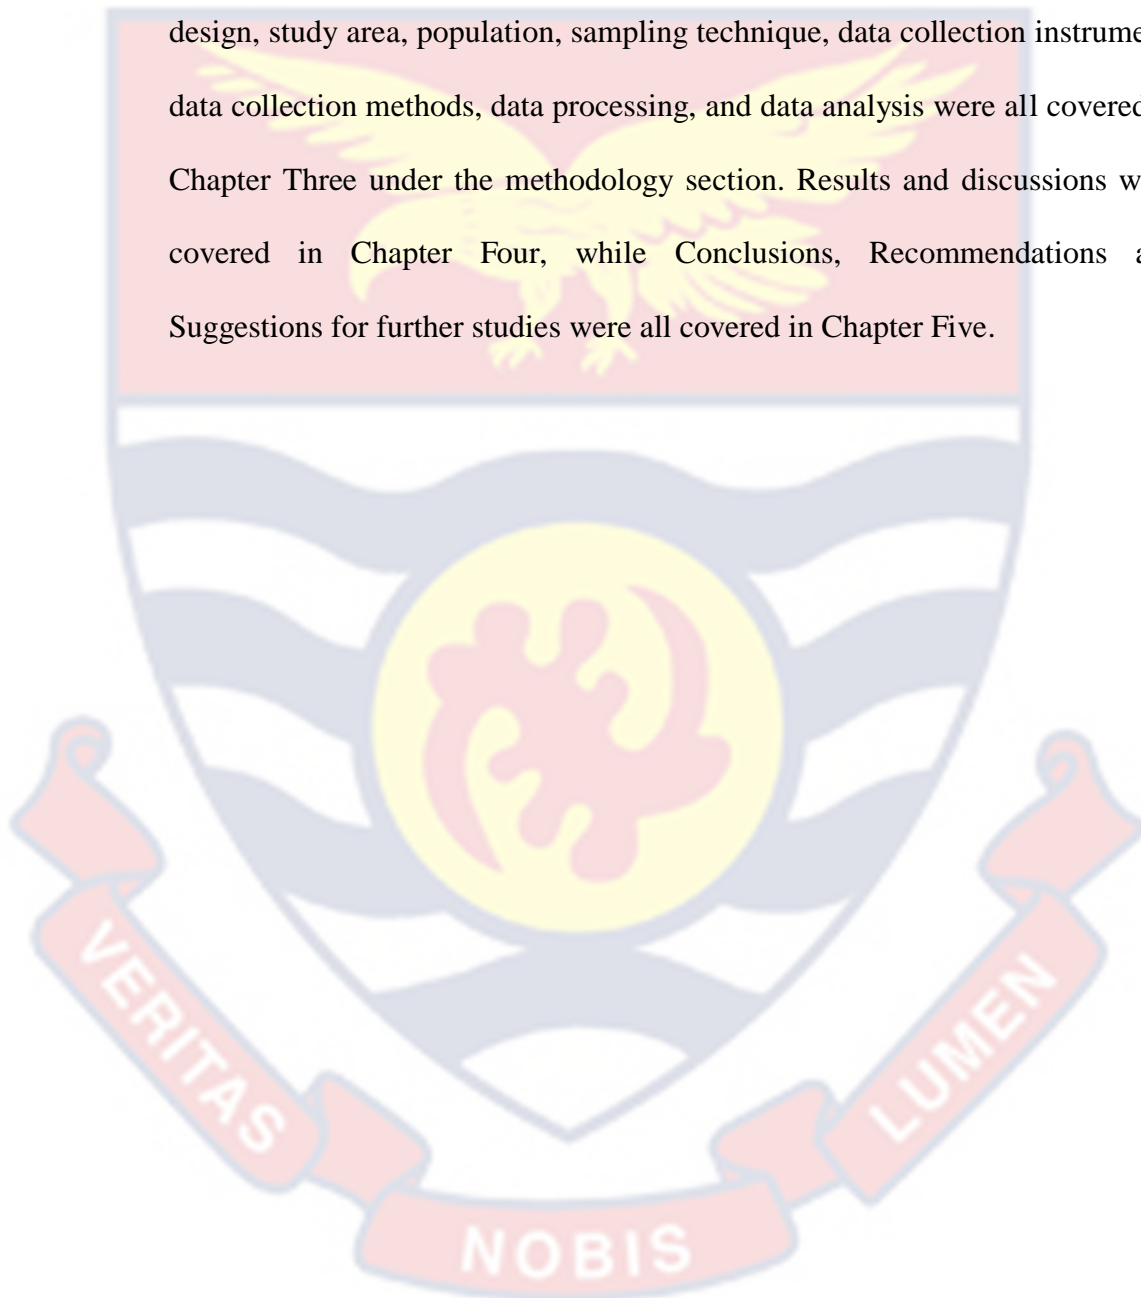 design, study area, population, sampling technique, data collection instrume
data collection methods, data processing, and data analysis were all covered
Chapter Three under the methodology section. Results and discussions w
covered in Chapter Four, while Conclusions, Recommendations a
Suggestions for further studies were all covered in Chapter Five.
VERITAS
NOBIS
LUMEN